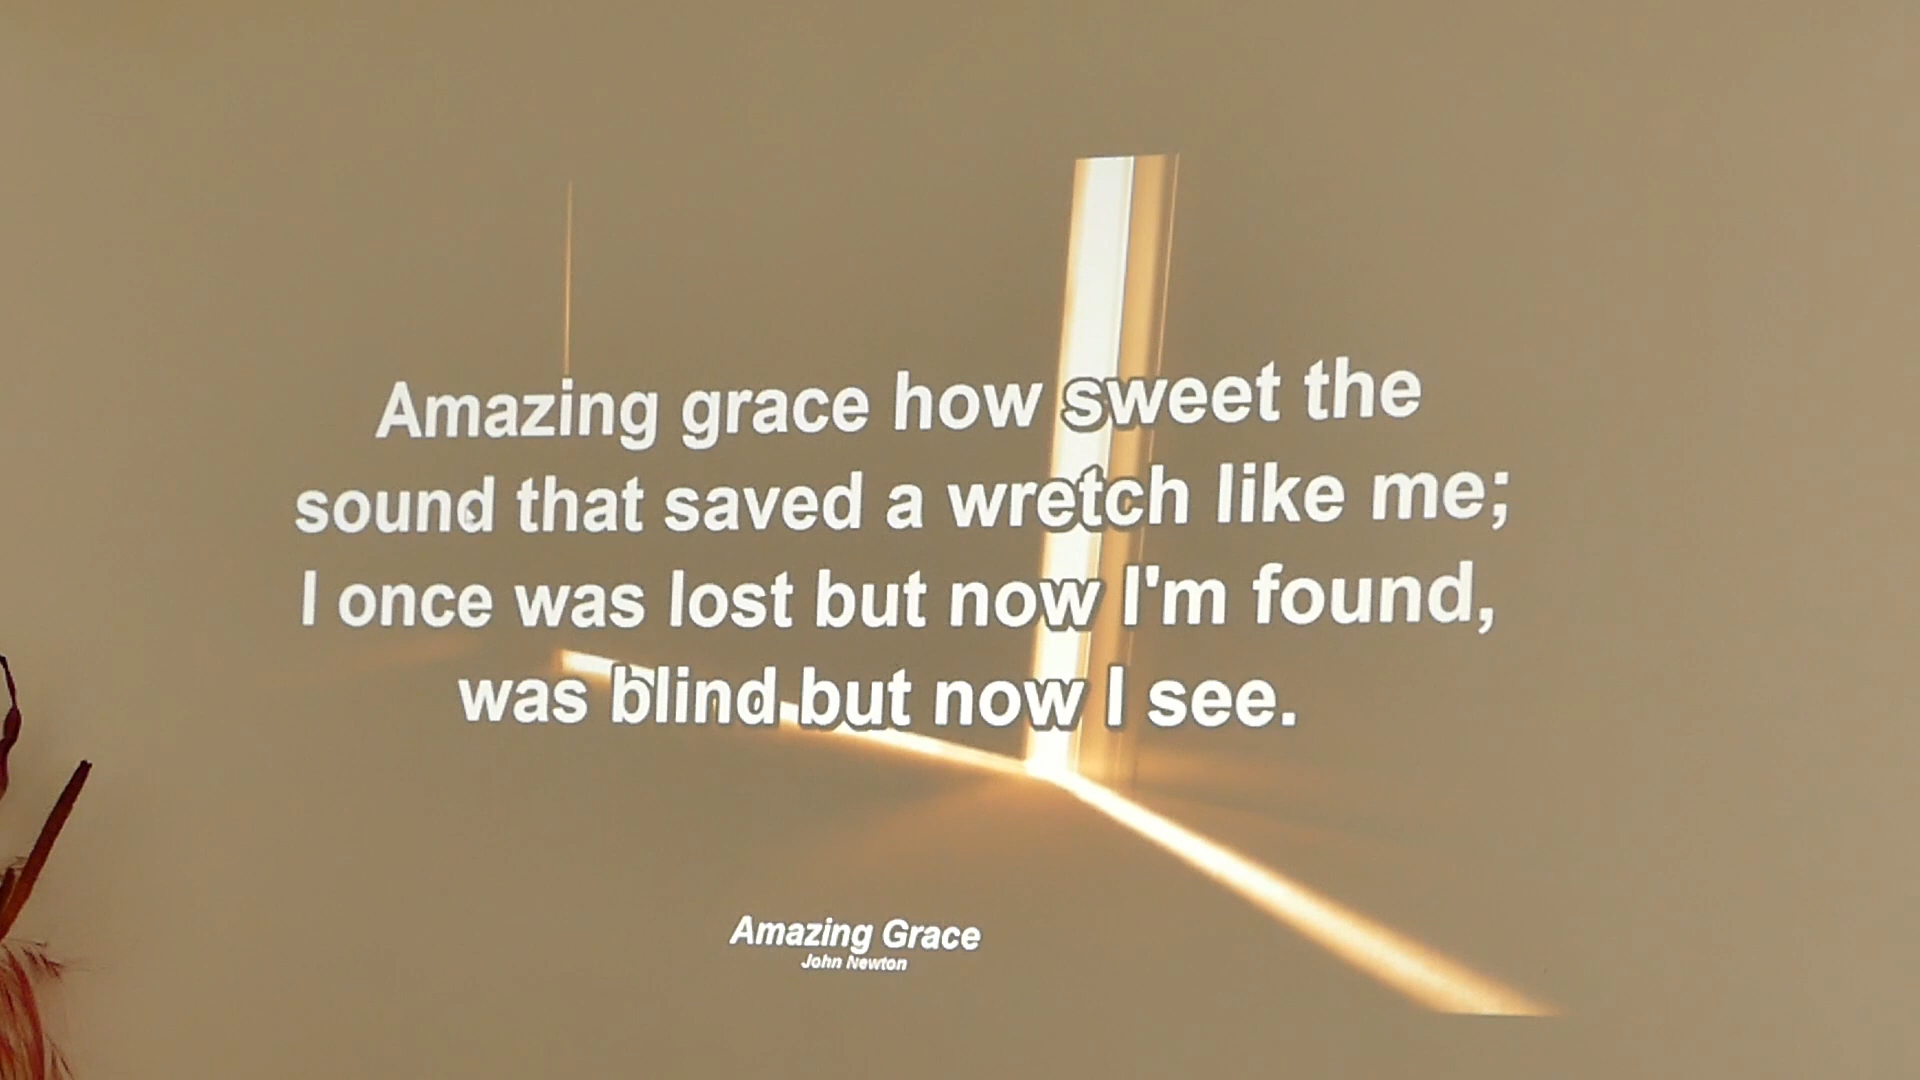 Amazing grace how sweet the
sound that saved a wretch like me;
I once was lost but now I'm found,
was blind but now I see.
Amazing Grace
John Newton